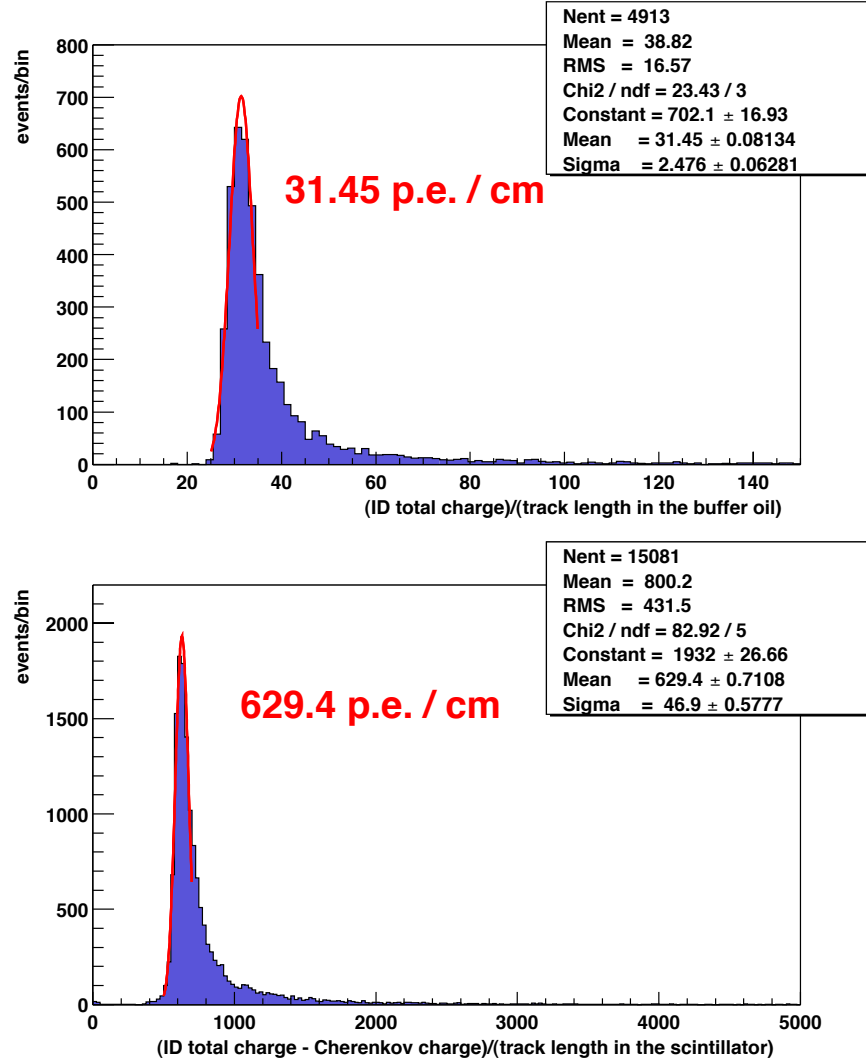 Nent = 4913
Mean = 38.82
RMS = 16.57
Chi2 / ndf = 23.43 / 3
Constant = 702.1 ± 16.93
Mean = 31.45 ± 0.08134
Sigma = 2.476 ± 0.06281
events/bin
800
700
600
500
400
300
200
100
0
31.45 p.e. / cm
0 20 40 60 80 100 120 140
(ID total charge)/(track length in the buffer oil)
Nent = 15081
Mean = 800.2
RMS = 431.5
Chi2 / ndf = 82.92 / 5
Constant = 1932 ± 26.66
Mean = 629.4 ± 0.7108
Sigma = 46.9 ± 0.5777
events/bin
2000
1500
1000
500
0
629.4 p.e. / cm
0 1000 2000 3000 4000 5000
(ID total charge - Cherenkov charge)/(track length in the scintillator)